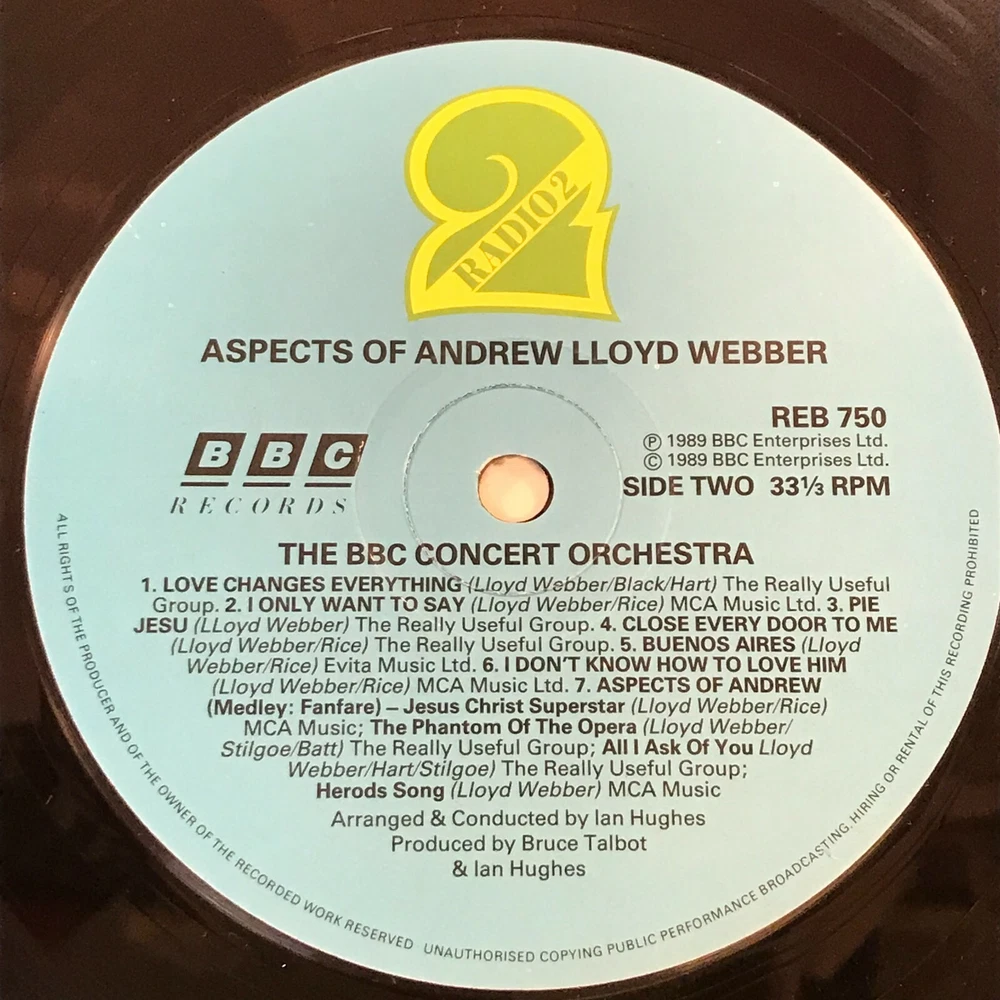 RADIO 2
ASPECTS OF ANDREW LLOYD WEBBER
BBC
RECORDS
REB 750
Ⓟ 1989 BBC Enterprises Ltd.
© 1989 BBC Enterprises Ltd.
SIDE TWO 33⅓ RPM
THE BBC CONCERT ORCHESTRA
1. LOVE CHANGES EVERYTHING (Lloyd Webber/Black/Hart) The Really Useful
Group. 2. I ONLY WANT TO SAY (Lloyd Webber/Rice) MCA Music Ltd. 3. PIE
JESU (LLoyd Webber) The Really Useful Group. 4. CLOSE EVERY DOOR TO ME
(Lloyd Webber/Rice) The Really Useful Group. 5. BUENOS AIRES (Lloyd
Webber/Rice) Evita Music Ltd. 6. I DON'T KNOW HOW TO LOVE HIM
(Lloyd Webber/Rice) MCA Music Ltd. 7. ASPECTS OF ANDREW
(Medley: Fanfare) – Jesus Christ Superstar (Lloyd Webber/Rice)
MCA Music; The Phantom Of The Opera (Lloyd Webber/
Stilgoe/Batt) The Really Useful Group; All I Ask Of You Lloyd
Webber/Hart/Stilgoe) The Really Useful Group;
Herods Song (Lloyd Webber) MCA Music
Arranged & Conducted by Ian Hughes
Produced by Bruce Talbot
& Ian Hughes
ALL RIGHTS OF THE PRODUCER AND OF THE OWNER OF THE RECORDED WORK RESERVED UNAUTHORISED COPYING PUBLIC PERFORMANCE BROADCASTING, HIRING OR RENTAL OF THIS RECORDING PROHIBITED